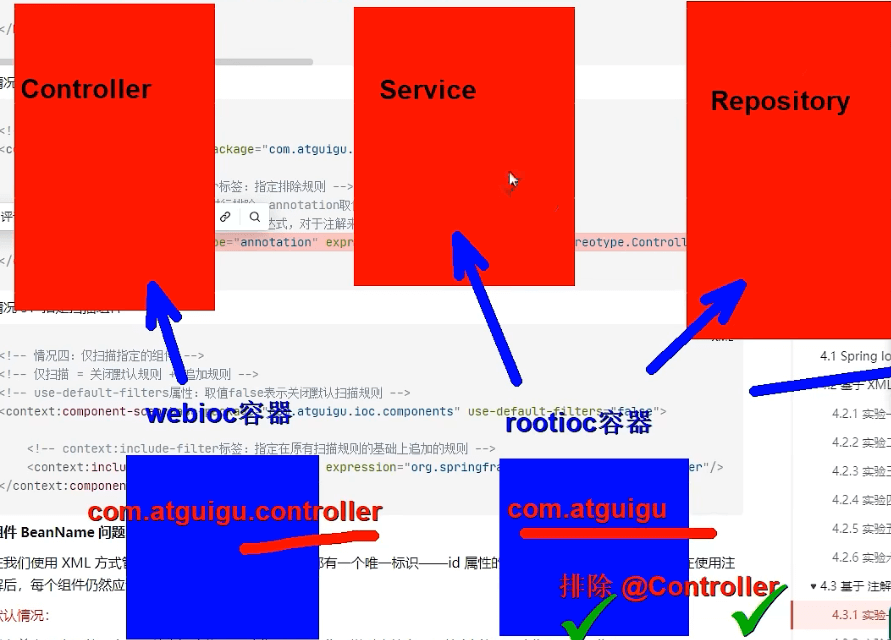 Controller
Service
Repository
ackage="com.atguigu.
标签：指定排除规则 -->
annotation取
达式，对于注解来
pe="annotation" expr
reotype.Controll
<!-- 情况四：仅扫描指定的组 -->
<!-- 仅扫描 = 关闭默认规则 追加规则 -->
<!-- use-default-filters属性：取值false表示关闭默认扫描规则 -->
<context:component-s
.atguigu.ioc.components" use-default-filters="false">
webioc容器
rootioc容器
<!-- context:include-filter标签：指定在原有扫描规则的基础上追加的规则 -->
<context:inclu
expression="org.springfra
er"/>
</context:component
com.atguigu.controller
com.atguigu
组件 BeanName 问题
在我们使用 XML 方式管
都有一个唯一标识——id 属性的
在使用注
解后，每个组件仍然应
排除 @Controller
默认情况：
4.1 Spring Io
4.2 基于 XML
4.2.1 实验一
4.2.2 实验二
4.2.3 实验三
4.2.4 实验四
4.2.5 实验五
4.2.6 实验六
4.3 基于 注解
4.3.1 实验一